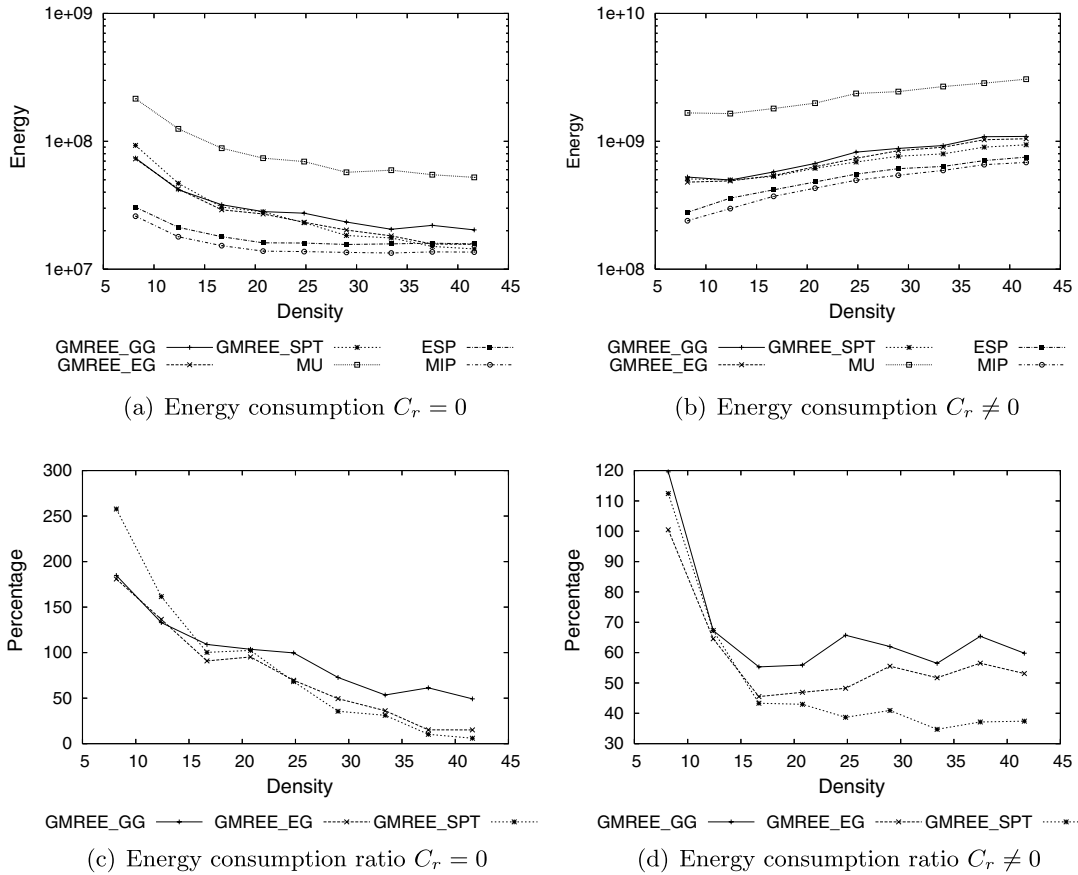 1e+09
1e+08
1e+07
Energy
5 10 15 20 25 30 35 40 45
Density
GMREE_GG GMREE_SPT ESP
GMREE_EG MU MIP
(a) Energy consumption C_r = 0
1e+10
1e+09
1e+08
Energy
5 10 15 20 25 30 35 40 45
Density
GMREE_GG GMREE_SPT ESP
GMREE_EG MU MIP
(b) Energy consumption C_r ≠ 0
300
250
200
150
100
50
0
Percentage
5 10 15 20 25 30 35 40 45
Density
GMREE_GG GMREE_EG GMREE_SPT
(c) Energy consumption ratio C_r = 0
120
110
100
90
80
70
60
50
40
30
Percentage
5 10 15 20 25 30 35 40 45
Density
GMREE_GG GMREE_EG GMREE_SPT
(d) Energy consumption ratio C_r ≠ 0